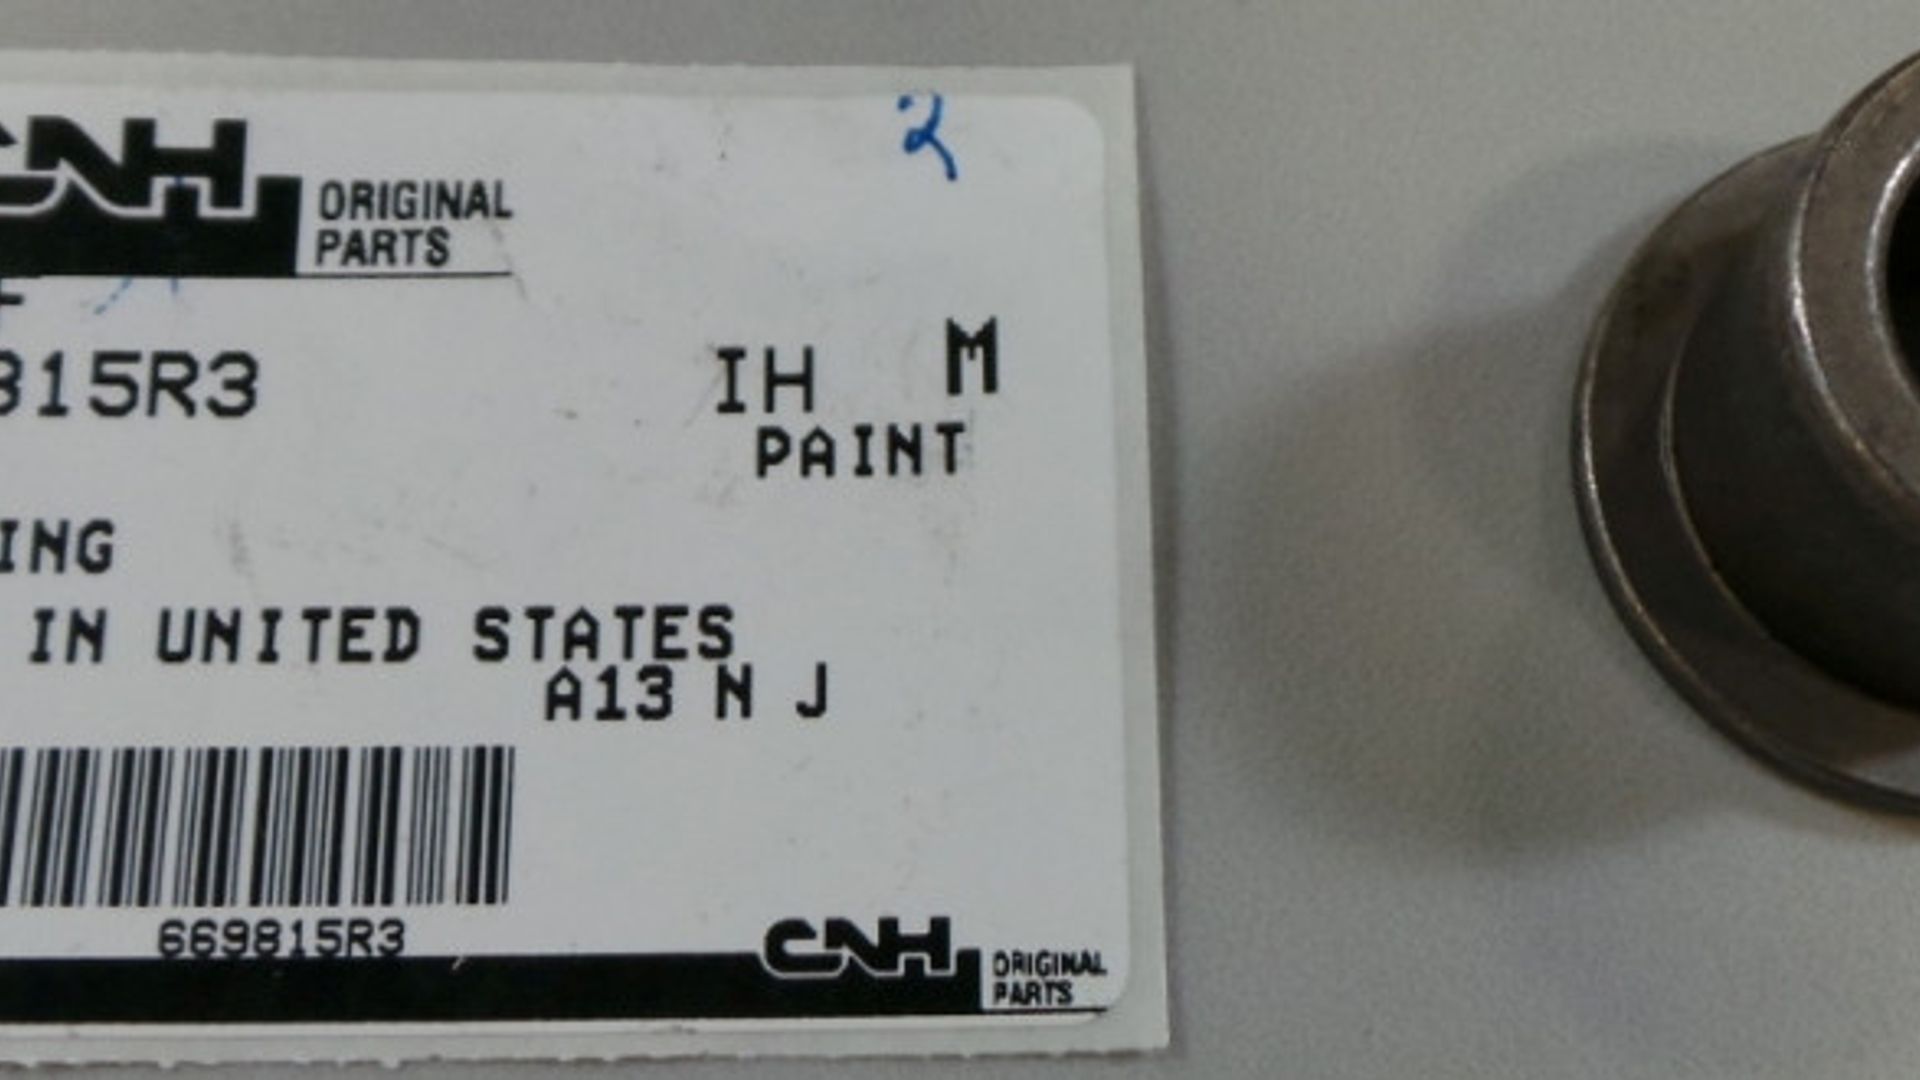 2
CNH
ORIGINAL
PARTS
815R3
IH M
PAINT
ING
IN UNITED STATES
A13 N J
669815R3
CNH
ORIGINAL
PARTS